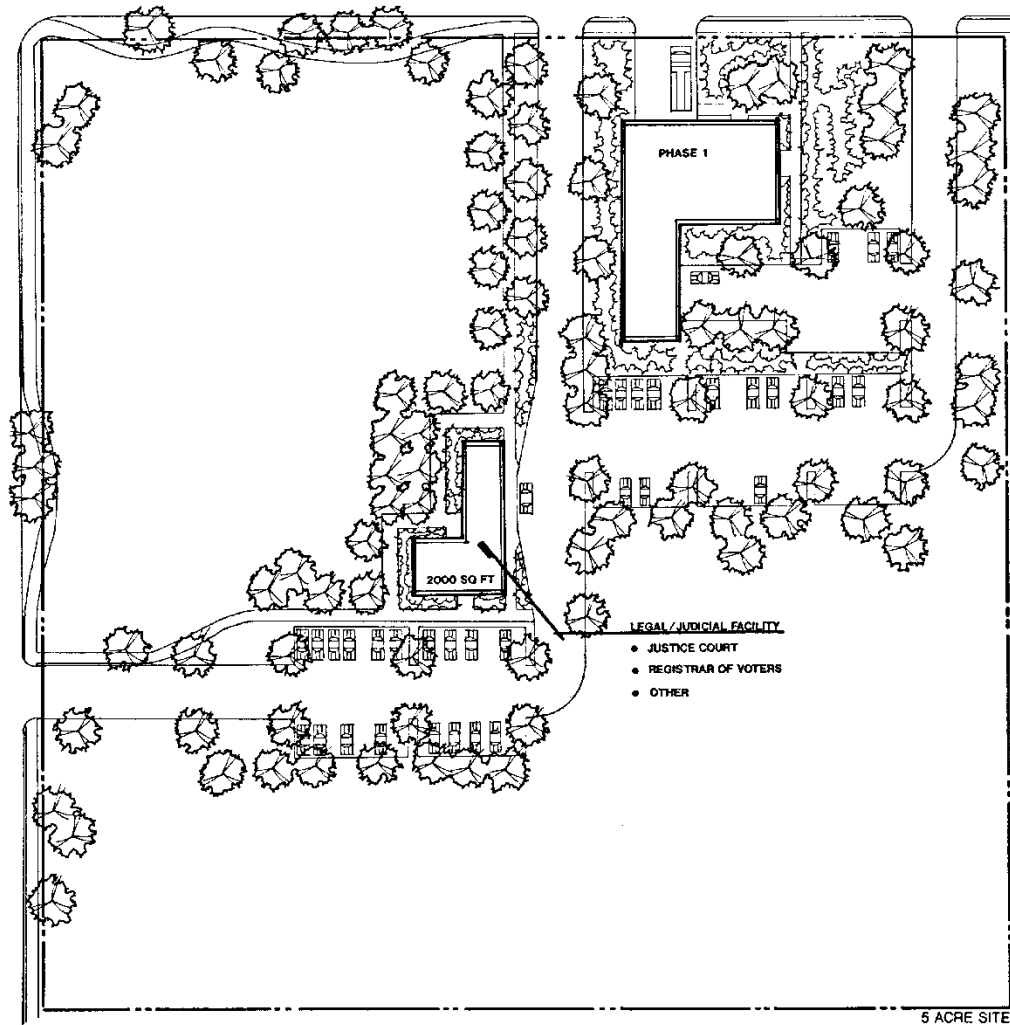 PHASE 1
2000 SQ FT
LEGAL/JUDICIAL FACILITY
• JUSTICE COURT
• REGISTRAR OF VOTERS
• OTHER
5 ACRE SITE